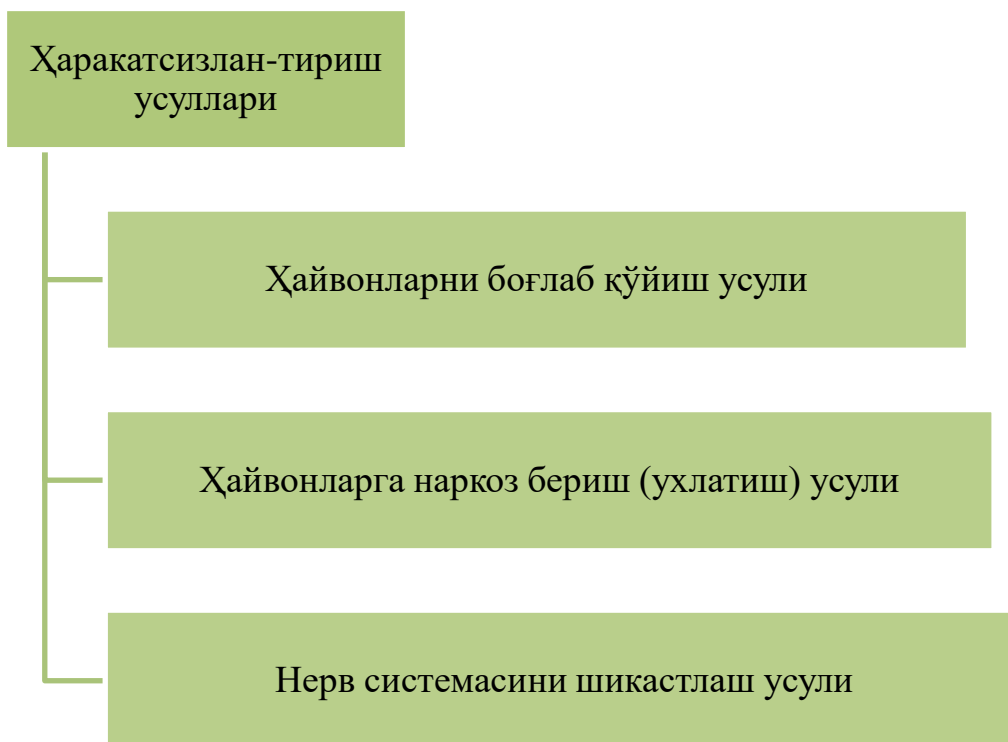 Ҳаракатсизлан-тириш
усуллари
Ҳайвонларни боғлаб қўйиш усули
Ҳайвонларга наркоз бериш (ухлатиш) усули
Нерв системасини шикастлаш усули